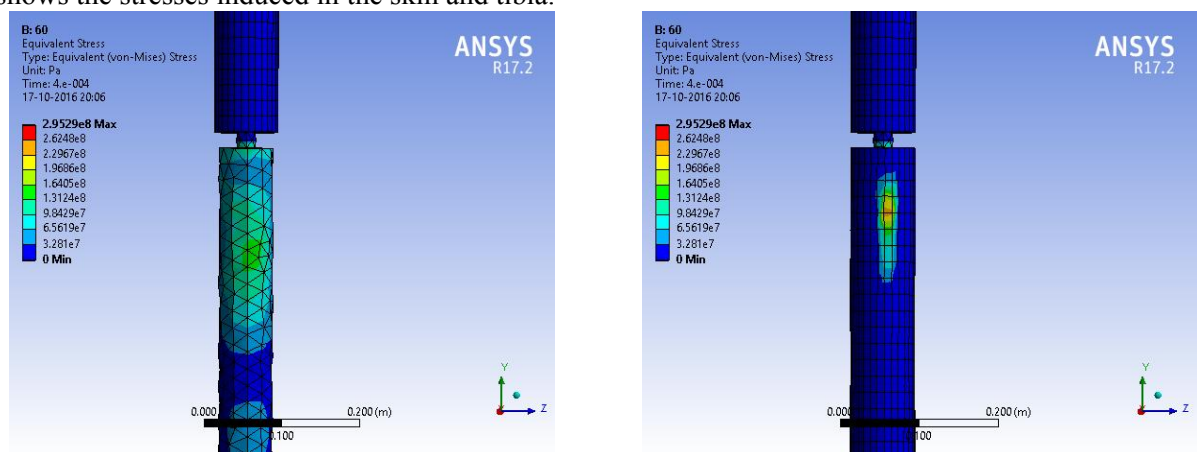 shows the stresses induced in the skin and tibia.
B: 60
Equivalent Stress
Type: Equivalent (von-Mises) Stress
Unit: Pa
Time: 4.e-004
17-10-2016 20:06
ANSYS
R17.2
2.9529e8 Max
2.6248e8
2.2967e8
1.9686e8
1.6405e8
1.3124e8
9.8429e7
6.5619e7
3.281e7
0 Min
Y
Z
0.000
0.200 (m)
0.100
B: 60
Equivalent Stress
Type: Equivalent (von-Mises) Stress
Unit: Pa
Time: 4.e-004
17-10-2016 20:06
ANSYS
R17.2
2.9529e8 Max
2.6248e8
2.2967e8
1.9686e8
1.6405e8
1.3124e8
9.8429e7
6.5619e7
3.281e7
0 Min
Y
Z
0.000
0.200 (m)
0.100